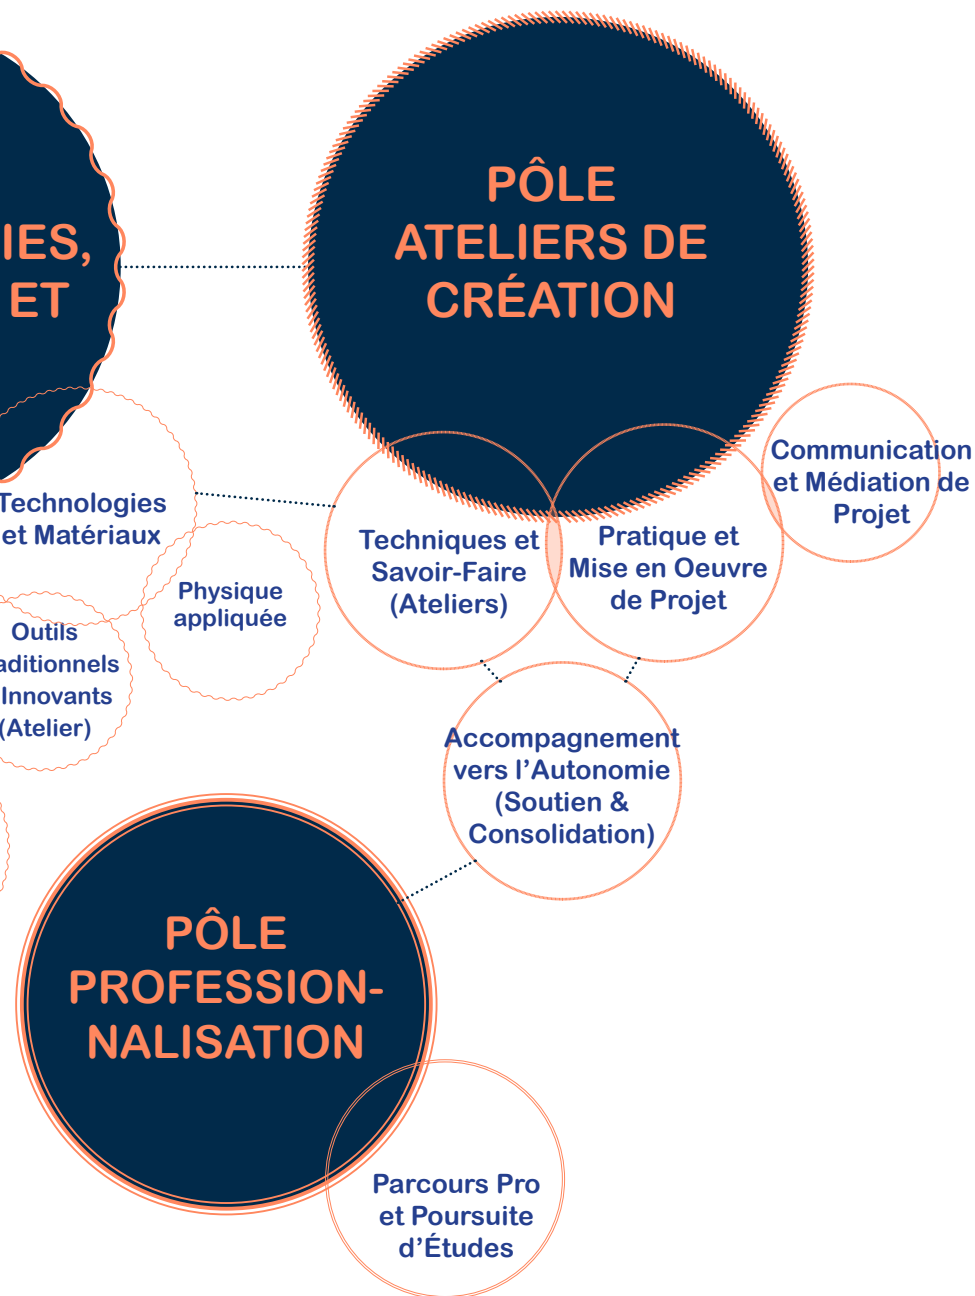 IES,
ET
PÔLE
ATELIERS DE
CRÉATION
Communication
et Médiation de
Projet
Technologies
et Matériaux
Techniques et
Savoir-Faire
(Ateliers)
Pratique et
Mise en Oeuvre
de Projet
Physique
appliquée
Outils
aditionnels
Innovants
(Atelier)
Accompagnement
vers l'Autonomie
(Soutien &
Consolidation)
PÔLE
PROFESSION-
NALISATION
Parcours Pro
et Poursuite
d'Études